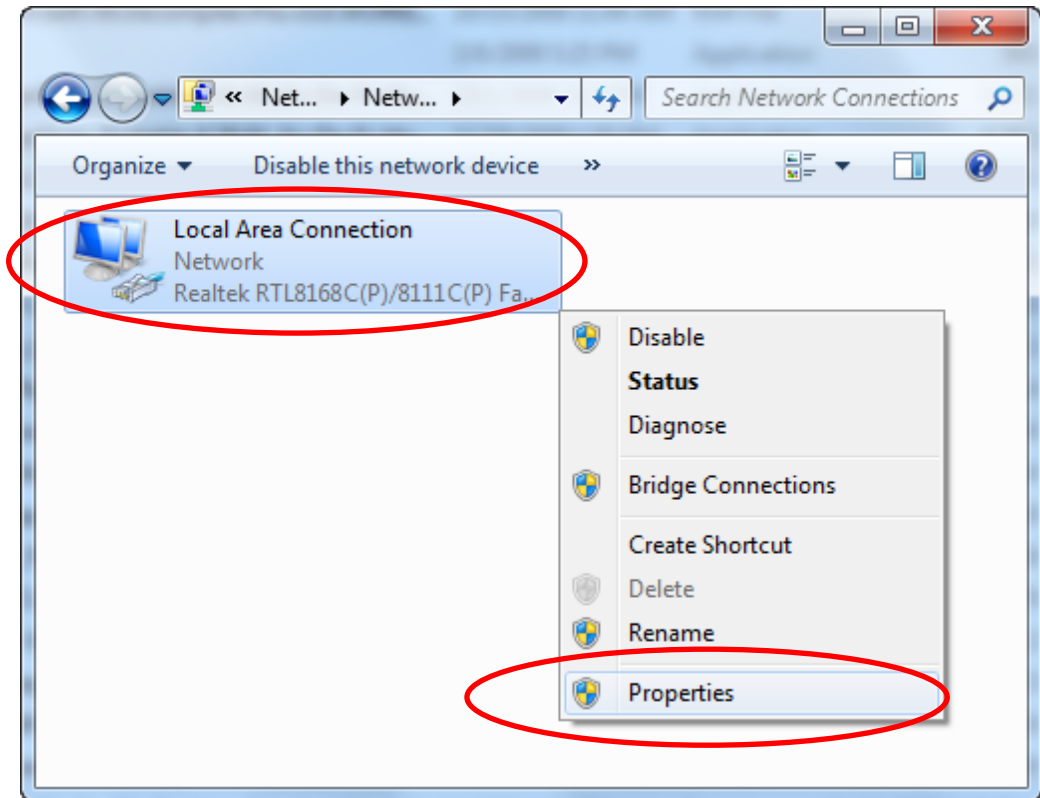 « Net... Netw...
Search Network Connections
Organize Disable this network device »
Local Area Connection
Network
Realtek RTL8168C(P)/8111C(P) Fa...
Disable
Status
Diagnose
Bridge Connections
Create Shortcut
Delete
Rename
Properties